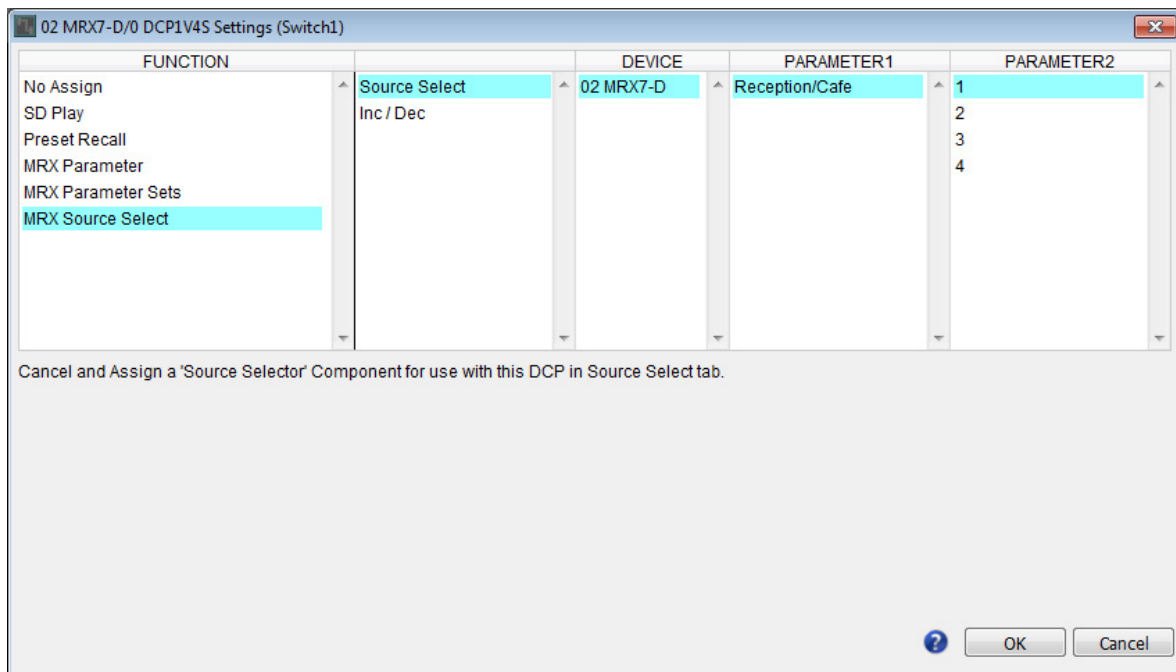 02 MRX7-D/0 DCP1V4S Settings (Switch1)
FUNCTION DEVICE PARAMETER1 PARAMETER2
No Assign Source Select 02 MRX7-D Reception/Cafe 1
SD Play Inc / Dec 2
Preset Recall 3
MRX Parameter 4
MRX Parameter Sets
MRX Source Select
Cancel and Assign a 'Source Selector' Component for use with this DCP in Source Select tab.
? OK Cancel